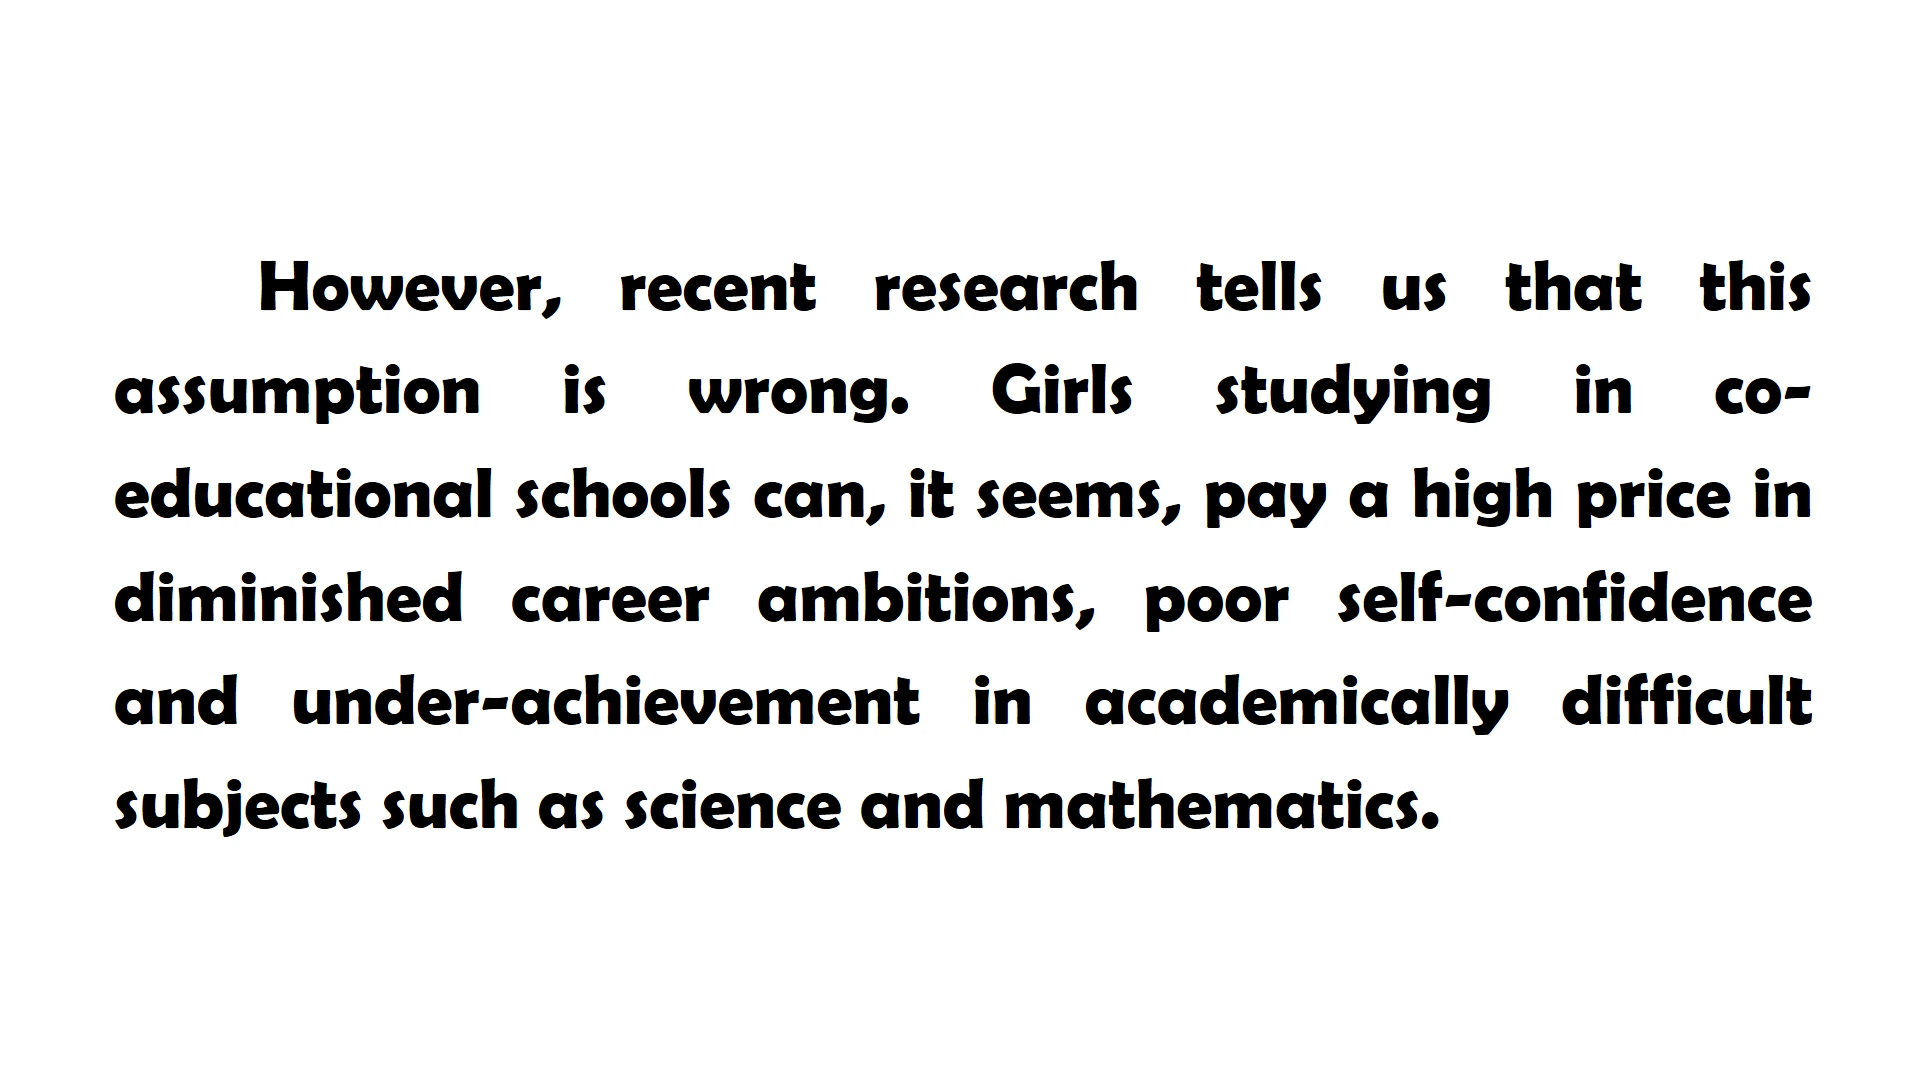 However, recent research tells us that this
assumption is wrong. Girls studying in co-
educational schools can, it seems, pay a high price in
diminished career ambitions, poor self-confidence
and under-achievement in academically difficult
subjects such as science and mathematics.